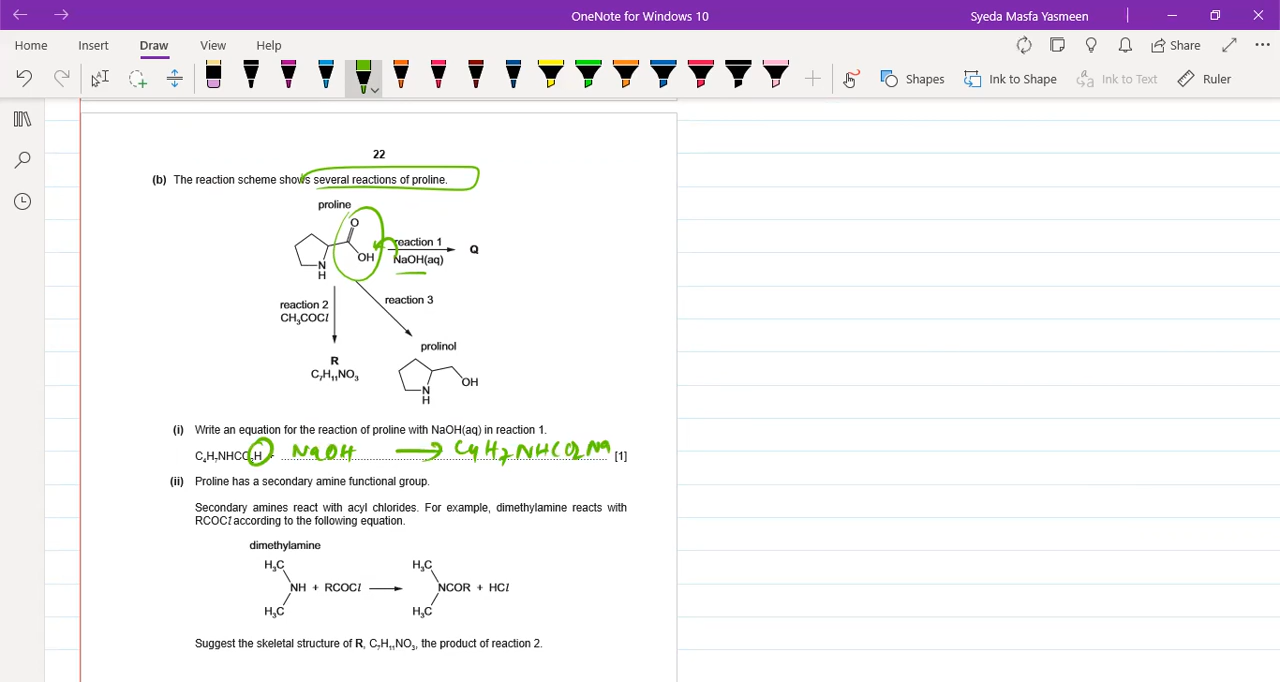 OneNote for Windows 10
Syeda Masfa Yasmeen
Home Insert Draw View Help
Share
Shapes Ink to Shape Ink to Text Ruler
22
(b) The reaction scheme shows several reactions of proline.
proline
O
OH
N
H
reaction 1
NaOH(aq)
Q
reaction 2
CH₃COCl
reaction 3
R
C₇H₁₁NO₃
prolinol
OH
N
H
(i) Write an equation for the reaction of proline with NaOH(aq) in reaction 1.
C₄H₇NHCO₂H + NaOH → C4H7NHCO2Na [1]
(ii) Proline has a secondary amine functional group.
Secondary amines react with acyl chlorides. For example, dimethylamine reacts with
RCOCl according to the following equation.
dimethylamine
H₃C H₃C
NH + RCOCl → NCOR + HCl
H₃C H₃C
Suggest the skeletal structure of R, C₇H₁₁NO₃, the product of reaction 2.